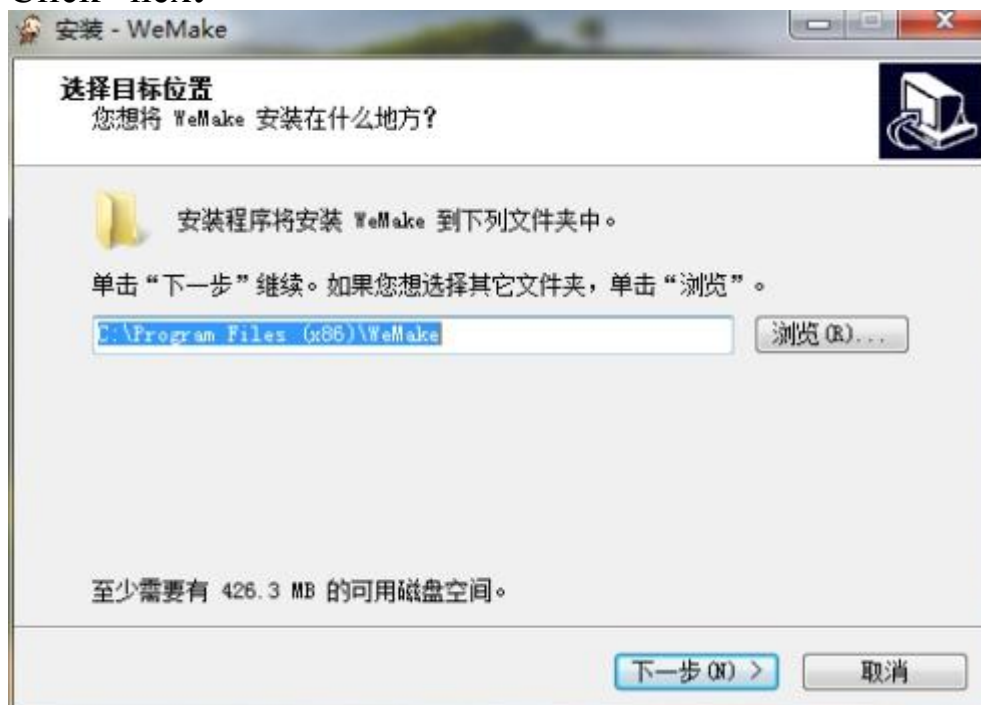 Click "next"
安装 - WeMake
选择目标位置
您想将 WeMake 安装在什么地方?
安装程序将安装 WeMake 到下列文件夹中。
单击“下一步”继续。如果您想选择其它文件夹，单击“浏览”。
C:\Program Files (x86)\WeMake
浏览(R)...
至少需要有 426.3 MB 的可用磁盘空间。
下一步(N) >
取消